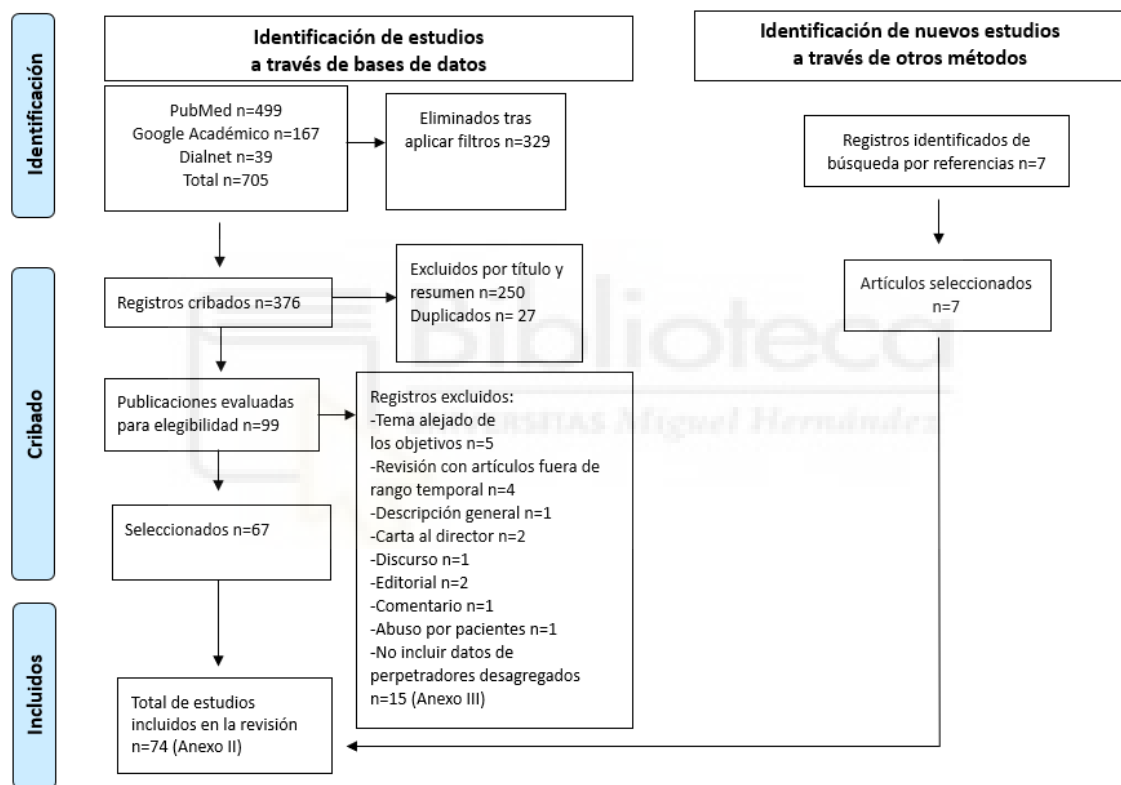 Identificación de estudios
a través de bases de datos
Identificación de nuevos estudios
a través de otros métodos
Identificación
PubMed n=499
Google Académico n=167
Dialnet n=39
Total n=705
Eliminados tras
aplicar filtros n=329
Registros identificados de
búsqueda por referencias n=7
Cribado
Registros cribados n=376
Excluidos por título y
resumen n=250
Duplicados n= 27
Artículos seleccionados
n=7
Publicaciones evaluadas
para elegibilidad n=99
Registros excluidos:
-Tema alejado de
los objetivos n=5
-Revisión con artículos fuera de
rango temporal n=4
-Descripción general n=1
-Carta al director n=2
-Discurso n=1
-Editorial n=2
-Comentario n=1
-Abuso por pacientes n=1
-No incluir datos de
perpetradores desagregados
n=15 (Anexo III)
Seleccionados n=67
Incluidos
Total de estudios
incluidos en la revisión
n=74 (Anexo II)
Biblioteca
UNIVERSITAS Miguel Hernández